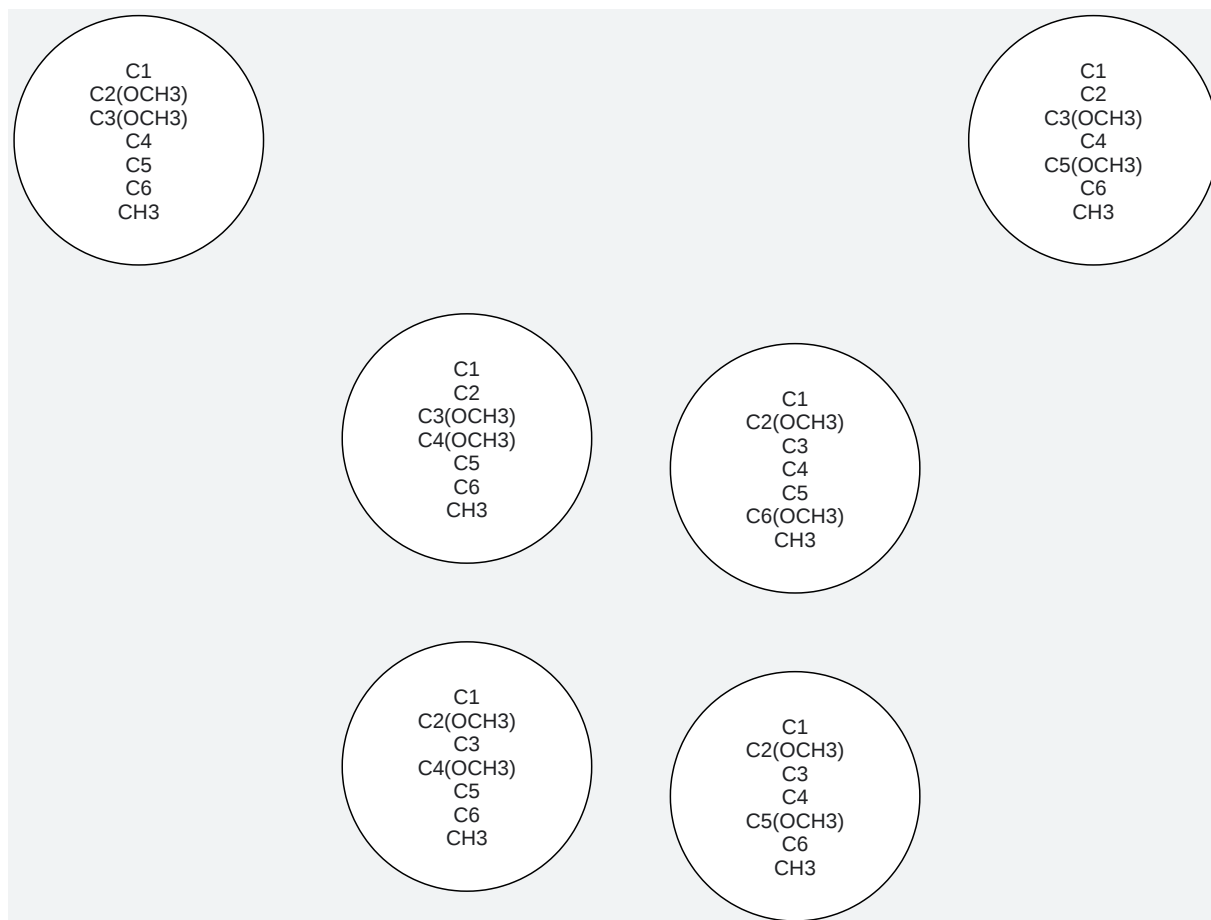 C1
C2(OCH3)
C3(OCH3)
C4
C5
C6
CH3
C1
C2
C3(OCH3)
C4
C5(OCH3)
C6
CH3
C1
C2
C3(OCH3)
C4(OCH3)
C5
C6
CH3
C1
C2(OCH3)
C3
C4
C5
C6(OCH3)
CH3
C1
C2(OCH3)
C3
C4(OCH3)
C5
C6
CH3
C1
C2(OCH3)
C3
C4
C5(OCH3)
C6
CH3